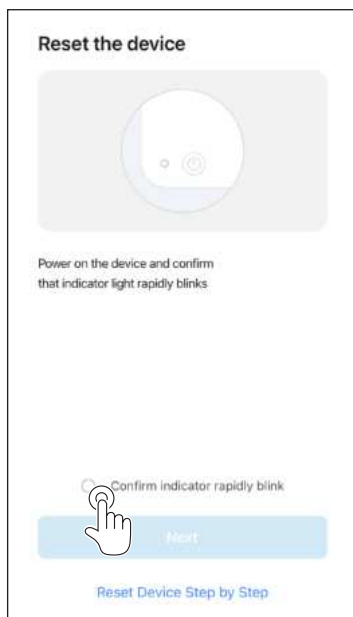 Reset the device
Power on the device and confirm
that indicator light rapidly blinks
Confirm indicator rapidly blink
Next
Reset Device Step by Step